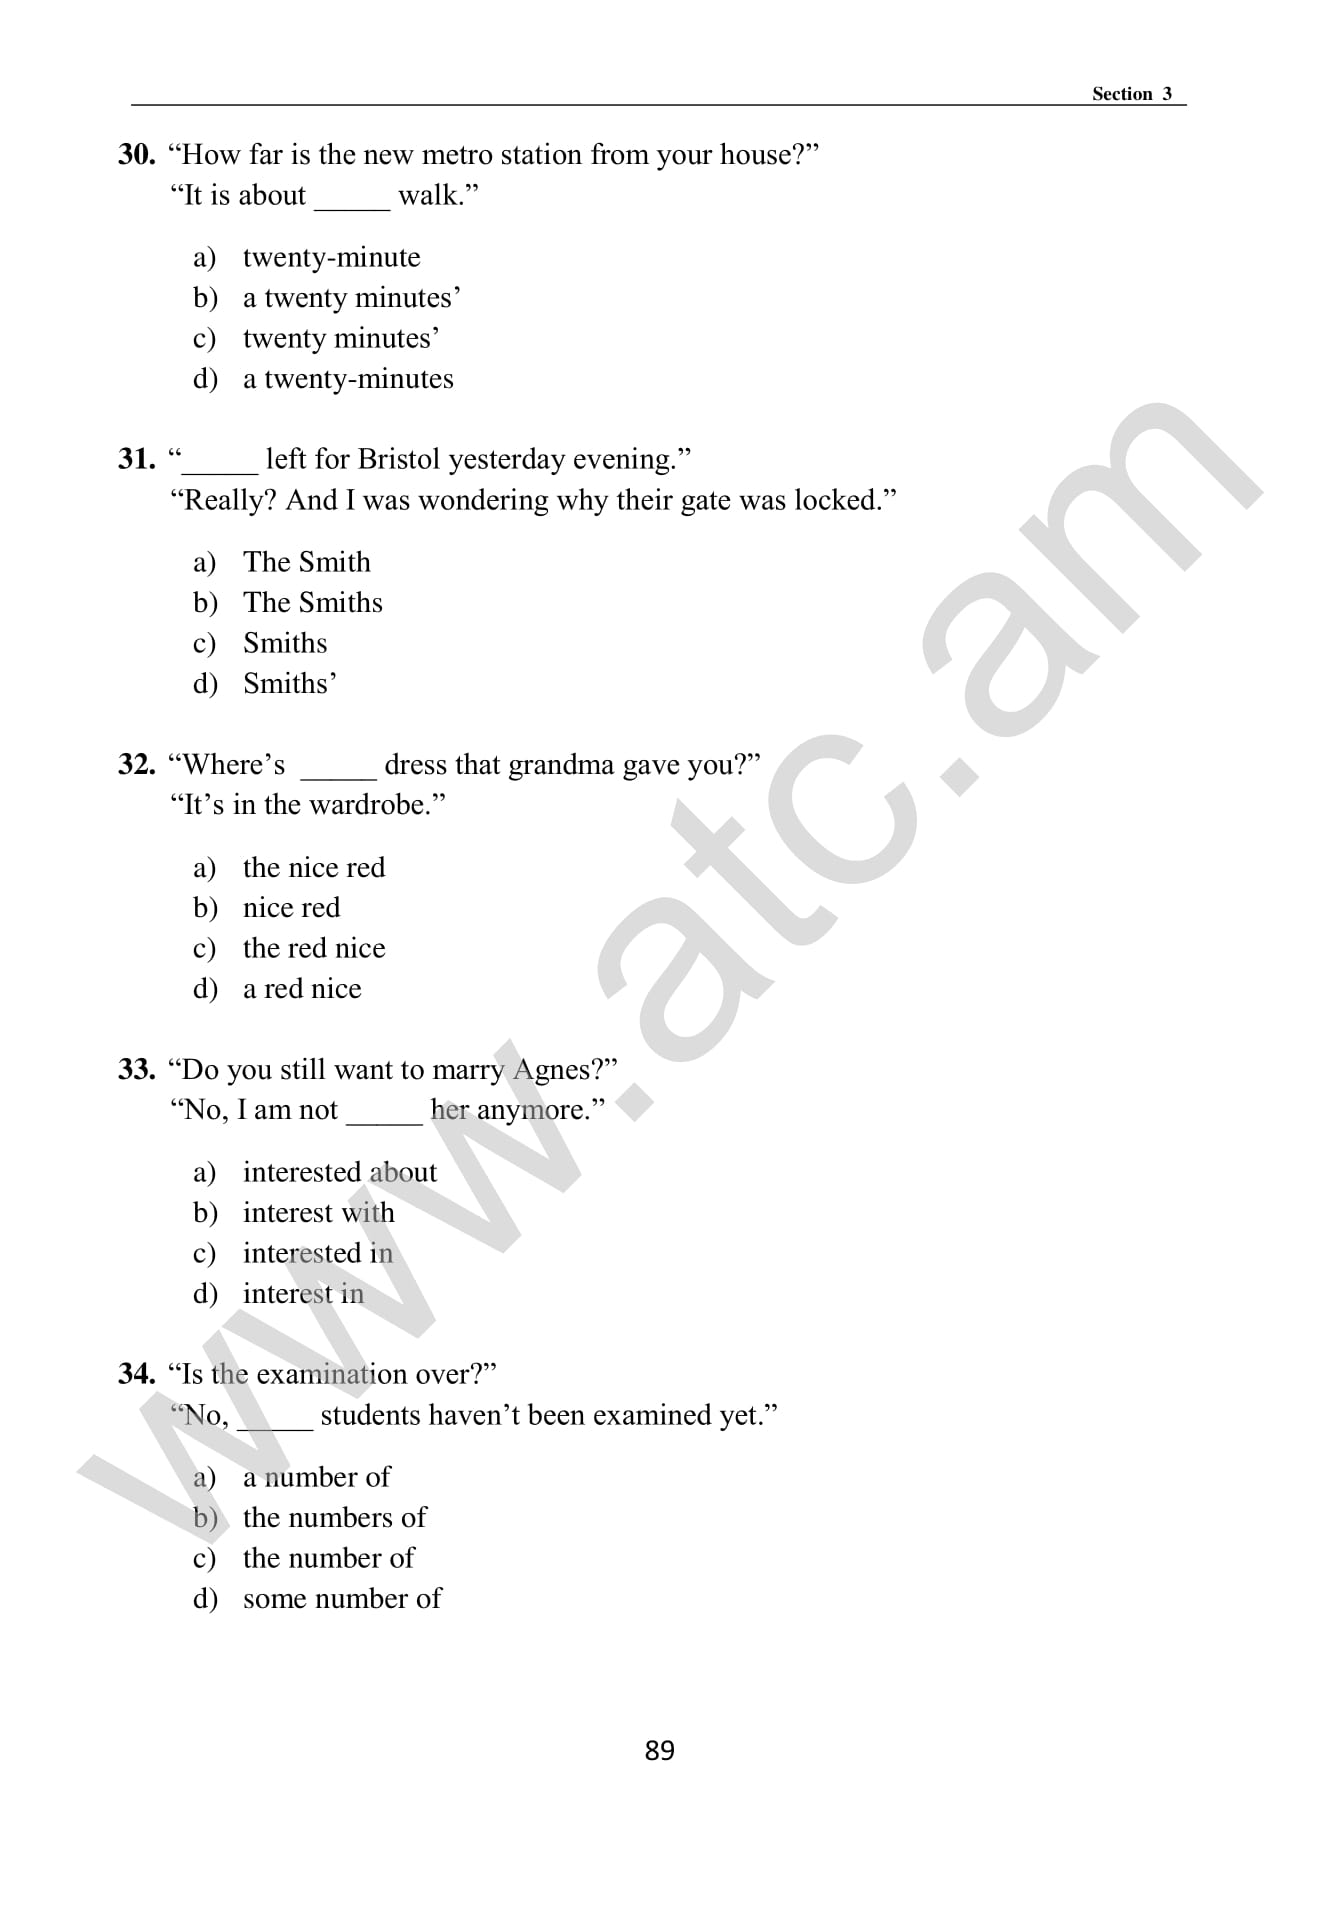 Section 3
30. “How far is the new metro station from your house?”
“It is about _____ walk.”
a) twenty-minute
b) a twenty minutes’
c) twenty minutes’
d) a twenty-minutes
31. “_____ left for Bristol yesterday evening.”
“Really? And I was wondering why their gate was locked.”
a) The Smith
b) The Smiths
c) Smiths
d) Smiths’
32. “Where’s _____ dress that grandma gave you?”
“It’s in the wardrobe.”
a) the nice red
b) nice red
c) the red nice
d) a red nice
33. “Do you still want to marry Agnes?”
“No, I am not _____ her anymore.”
a) interested about
b) interest with
c) interested in
d) interest in
34. “Is the examination over?”
“No, _____ students haven’t been examined yet.”
a) a number of
b) the numbers of
c) the number of
d) some number of
89
www.atc.am